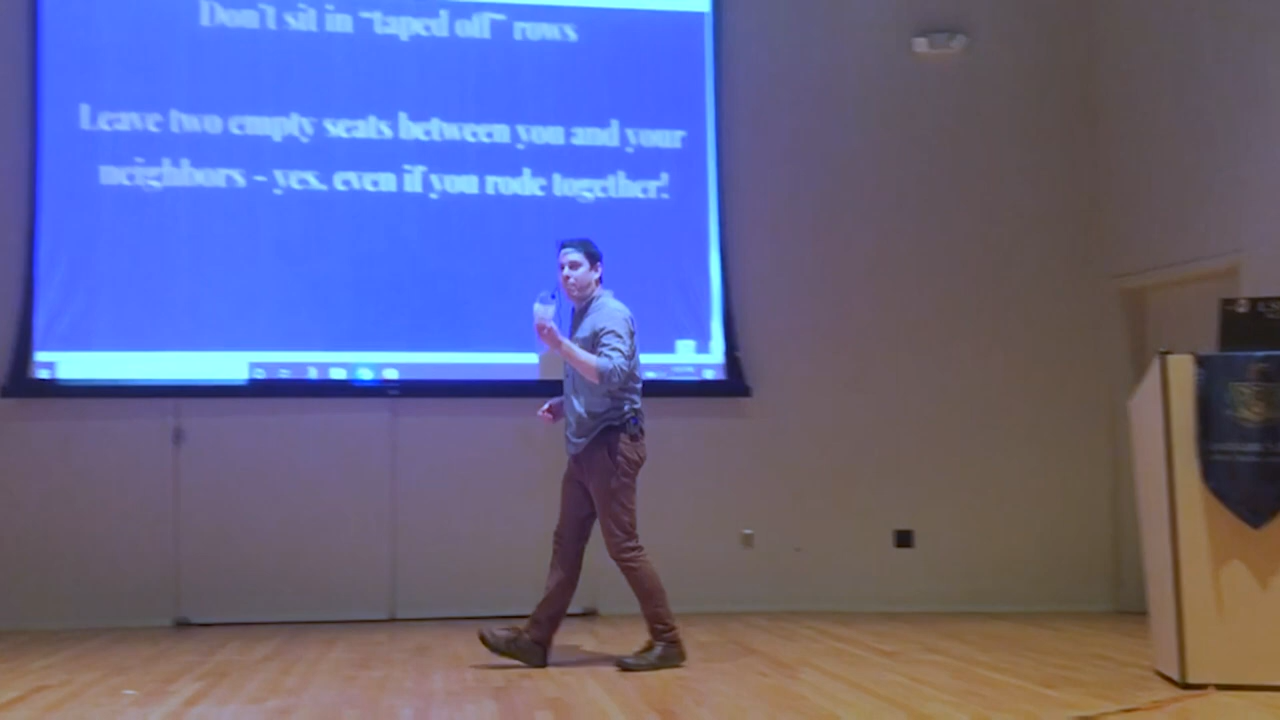 Don't sit in "taped off" rows
Leave two empty seats between you and your
neighbors - yes, even if you rode together!